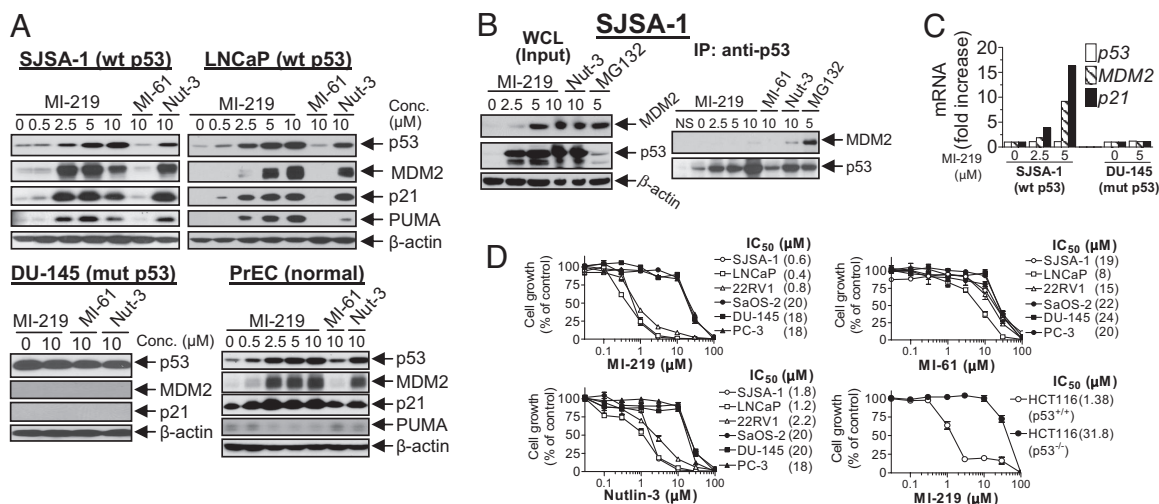 A
SJSA-1 (wt p53)
MI-219
MI-61
Nut-3
0 0.5 2.5 5 10 10 10
LNCaP (wt p53)
MI-219
MI-61
Nut-3
0 0.5 2.5 5 10 10 10
Conc.
(μM)
p53
MDM2
p21
PUMA
β-actin
DU-145 (mut p53)
MI-219
MI-61
Nut-3
0 10 10 10
Conc.
(μM)
p53
MDM2
p21
β-actin
PrEC (normal)
MI-219
MI-61
Nut-3
0 0.5 2.5 5 10 10 10
p53
MDM2
p21
PUMA
β-actin
B
SJSA-1
WCL
(Input)
MI-219
Nut-3
MG132
0 2.5 5 10 10 5
MDM2
p53
β-actin
IP: anti-p53
MI-219
MI-61
Nut-3
MG132
NS 0 2.5 5 10 10 10 5
MDM2
p53
C
mRNA
(fold increase)
20
15
10
5
0
p53
MDM2
p21
MI-219
(μM)
0 2.5 5 0 5
SJSA-1
(wt p53)
DU-145
(mut p53)
D
Cell growth
(% of control)
100
75
50
25
0
0.1 1 10 100
MI-219 (μM)
IC50 (μM)
SJSA-1 (0.6)
LNCaP (0.4)
22RV1 (0.8)
SaOS-2 (20)
DU-145 (18)
PC-3 (18)
Cell growth
(% of control)
100
75
50
25
0
0.1 1 10 100
MI-61 (μM)
IC50 (μM)
SJSA-1 (19)
LNCaP (8)
22RV1 (15)
SaOS-2 (22)
DU-145 (24)
PC-3 (20)
Cell growth
(% of control)
100
75
50
25
0
0.1 1 10 100
Nutlin-3 (μM)
IC50 (μM)
SJSA-1 (1.8)
LNCaP (1.2)
22RV1 (2.2)
SaOS-2 (20)
DU-145 (20)
PC-3 (18)
Cell growth
(% of control)
100
75
50
25
0
0.1 1 10 100
MI-219 (μM)
IC50 (μM)
HCT116(1.38)
(p53+/+)
HCT116(31.8)
(p53-/-)